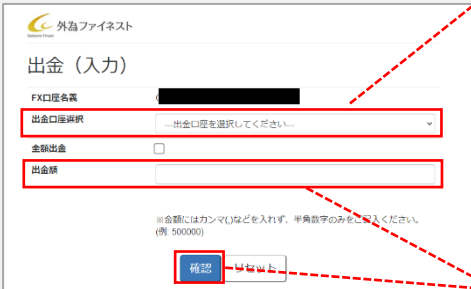 外為ファイネスト
出金（入力）
FX口座名義
出金口座選択
---出金口座を選択してください---
全額出金
出金額
※金額にはカンマ(,)などを入れず、半角数字のみをご記入ください。
(例 500000)
確認 リセット